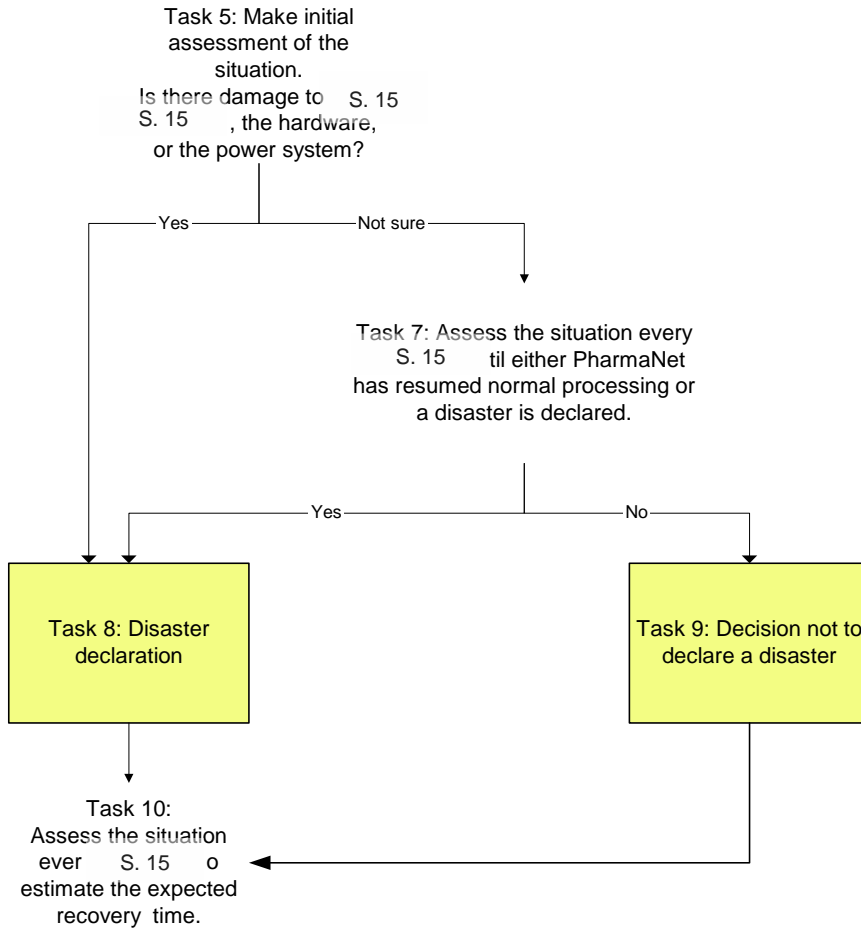 Task 5: Make initial
assessment of the
situation.
Is there damage to S. 15
S. 15 , the hardware,
or the power system?
Yes
Not sure
Task 7: Assess the situation every
S. 15 til either PharmaNet
has resumed normal processing or
a disaster is declared.
Yes
No
Task 8: Disaster
declaration
Task 9: Decision not to
declare a disaster
Task 10:
Assess the situation
ever S. 15 o
estimate the expected
recovery time.